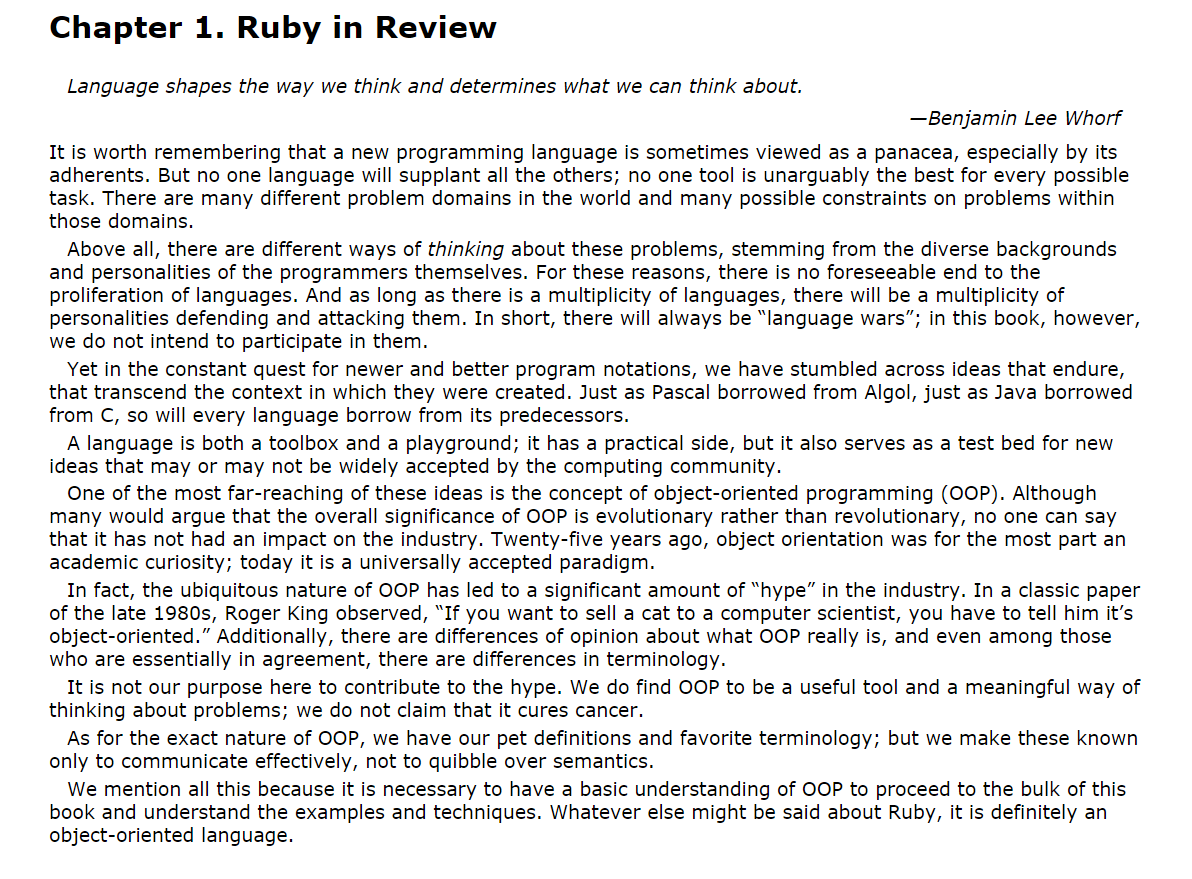 Chapter 1. Ruby in Review
Language shapes the way we think and determines what we can think about.
—Benjamin Lee Whorf
It is worth remembering that a new programming language is sometimes viewed as a panacea, especially by its
adherents. But no one language will supplant all the others; no one tool is unarguably the best for every possible
task. There are many different problem domains in the world and many possible constraints on problems within
those domains.
Above all, there are different ways of thinking about these problems, stemming from the diverse backgrounds
and personalities of the programmers themselves. For these reasons, there is no foreseeable end to the
proliferation of languages. And as long as there is a multiplicity of languages, there will be a multiplicity of
personalities defending and attacking them. In short, there will always be “language wars”; in this book, however,
we do not intend to participate in them.
Yet in the constant quest for newer and better program notations, we have stumbled across ideas that endure,
that transcend the context in which they were created. Just as Pascal borrowed from Algol, just as Java borrowed
from C, so will every language borrow from its predecessors.
A language is both a toolbox and a playground; it has a practical side, but it also serves as a test bed for new
ideas that may or may not be widely accepted by the computing community.
One of the most far-reaching of these ideas is the concept of object-oriented programming (OOP). Although
many would argue that the overall significance of OOP is evolutionary rather than revolutionary, no one can say
that it has not had an impact on the industry. Twenty-five years ago, object orientation was for the most part an
academic curiosity; today it is a universally accepted paradigm.
In fact, the ubiquitous nature of OOP has led to a significant amount of “hype” in the industry. In a classic paper
of the late 1980s, Roger King observed, “If you want to sell a cat to a computer scientist, you have to tell him it’s
object-oriented.” Additionally, there are differences of opinion about what OOP really is, and even among those
who are essentially in agreement, there are differences in terminology.
It is not our purpose here to contribute to the hype. We do find OOP to be a useful tool and a meaningful way of
thinking about problems; we do not claim that it cures cancer.
As for the exact nature of OOP, we have our pet definitions and favorite terminology; but we make these known
only to communicate effectively, not to quibble over semantics.
We mention all this because it is necessary to have a basic understanding of OOP to proceed to the bulk of this
book and understand the examples and techniques. Whatever else might be said about Ruby, it is definitely an
object-oriented language.